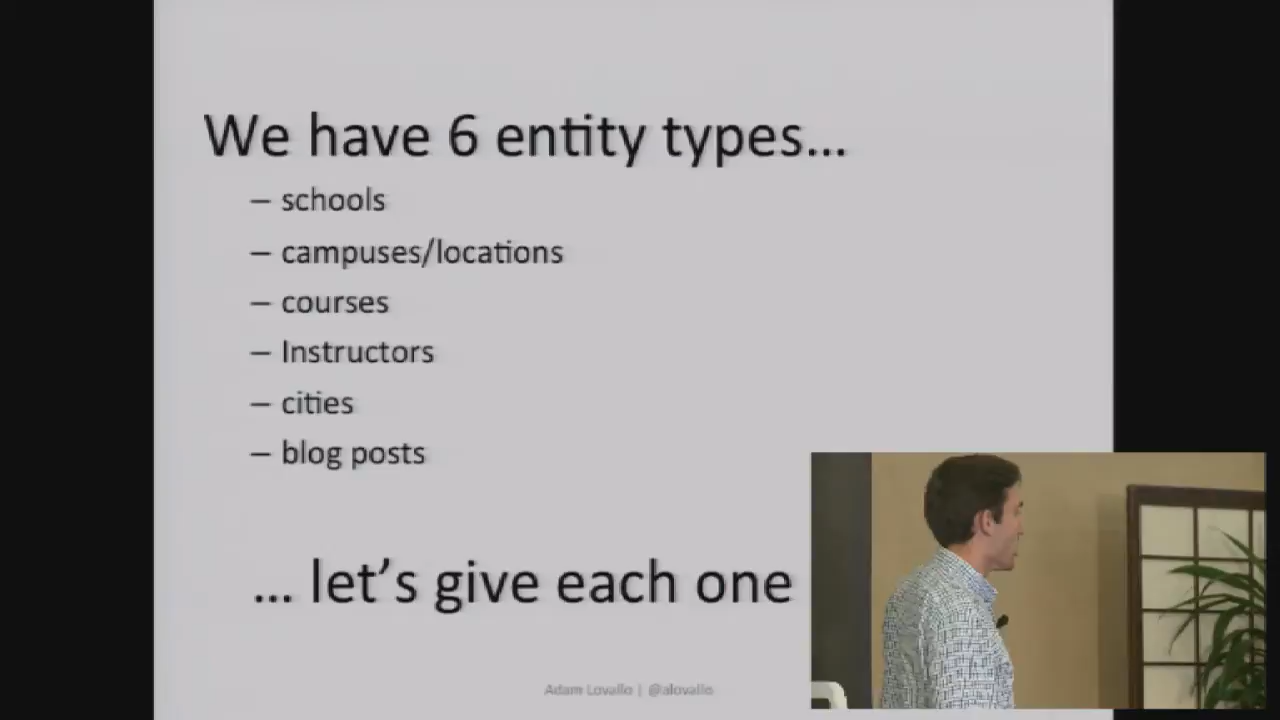 We have 6 entity types...
– schools
– campuses/locations
– courses
– Instructors
– cities
– blog posts
... let's give each one
Adam Lovallo | @alovallo